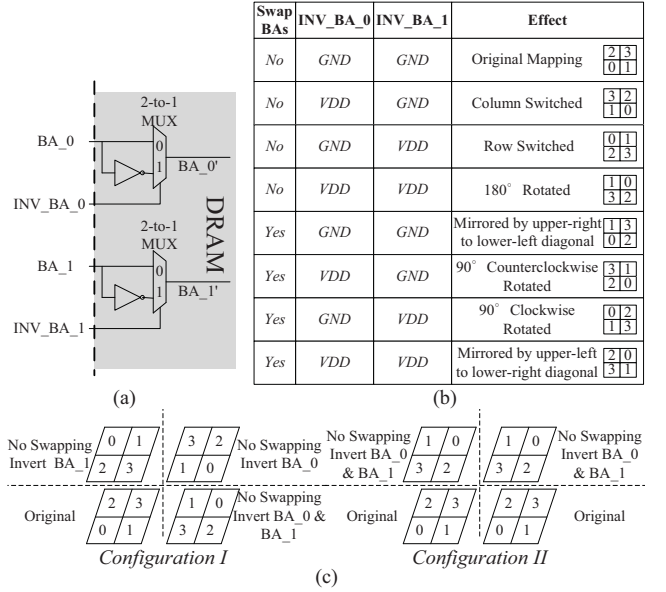 2-to-1
MUX
BA_0
0
1
BA_0'
INV_BA_0
2-to-1
MUX
BA_1
0
1
BA_1'
INV_BA_1
DRAM
(a)
Swap BAs INV_BA_0 INV_BA_1 Effect
No GND GND Original Mapping 2 3
0 1
No VDD GND Column Switched 3 2
1 0
No GND VDD Row Switched 0 1
2 3
No VDD VDD 180° Rotated 1 0
3 2
Yes GND GND Mirrored by upper-right 1 3
to lower-left diagonal 0 2
Yes VDD GND 90° Counterclockwise 3 1
Rotated 2 0
Yes GND VDD 90° Clockwise 0 2
Rotated 1 3
Yes VDD VDD Mirrored by upper-left 2 0
to lower-right diagonal 3 1
(b)
No Swapping
Invert BA_1
0 1
2 3
3 2
1 0
No Swapping
Invert BA_0
Original
2 3
0 1
1 0
3 2
No Swapping
Invert BA_0 &
BA_1
Configuration I
No Swapping
Invert BA_0
& BA_1
1 0
3 2
1 0
3 2
No Swapping
Invert BA_0
& BA_1
Original
2 3
0 1
2 3
0 1
Original
Configuration II
(c)